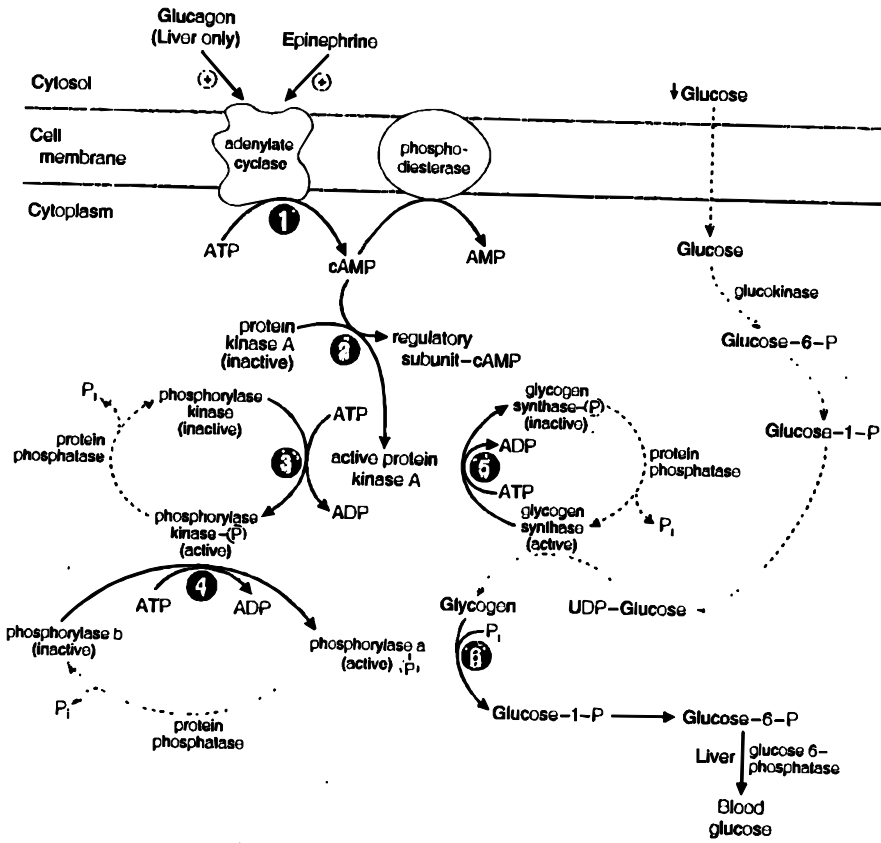 Glucagon
(Liver only)
Epinephrine
(+)
(+)
Cytosol
↓Glucose
Cell
membrane
adenylate
cyclase
phospho-
diesterase
Cytoplasm
1
ATP
cAMP
AMP
Glucose
glucokinase
protein
kinase A
(inactive)
2
regulatory
subunit-cAMP
Glucose-6-P
Pi
phosphorylase
kinase
(inactive)
ATP
glycogen
synthase-(P)
(inactive)
Glucose-1-P
protein
phosphatase
3
active protein
kinase A
ADP
5
ATP
protein
phosphatase
ADP
phosphorylase
kinase-(P)
(active)
glycogen
synthase
(active)
Pi
4
ATP
ADP
Glycogen
UDP-Glucose
phosphorylase b
(inactive)
phosphorylase a
(active) (P)
Pi
6
Pi
protein
phosphatase
Glucose-1-P
Glucose-6-P
Liver
glucose 6-
phosphatase
Blood
glucose